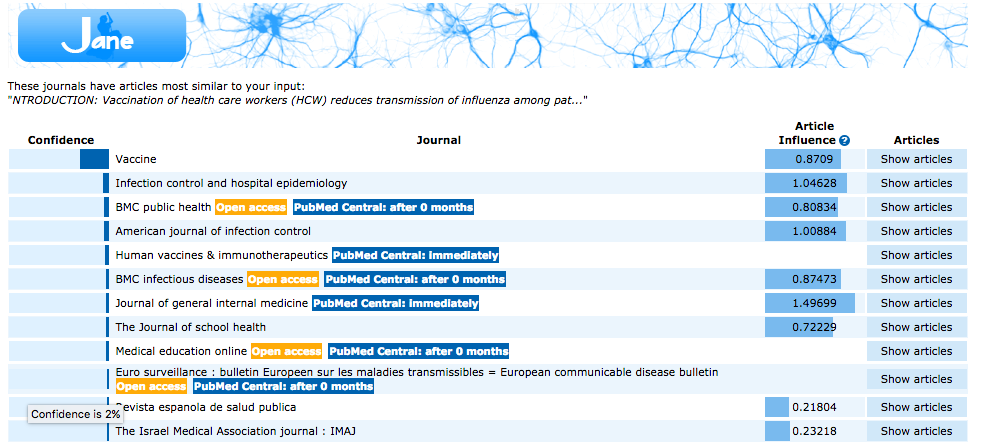 Jane
These journals have articles most similar to your input:
"NTRODUCTION: Vaccination of health care workers (HCW) reduces transmission of influenza among pat..."
Confidence Journal Article Influence ? Articles
Vaccine 0.8709 Show articles
Infection control and hospital epidemiology 1.04628 Show articles
BMC public health Open access PubMed Central: after 0 months 0.80834 Show articles
American journal of infection control 1.00884 Show articles
Human vaccines & immunotherapeutics PubMed Central: Immediately Show articles
BMC infectious diseases Open access PubMed Central: after 0 months 0.87473 Show articles
Journal of general internal medicine PubMed Central: Immediately 1.49699 Show articles
The Journal of school health 0.72229 Show articles
Medical education online Open access PubMed Central: after 0 months Show articles
Euro surveillance : bulletin Europeen sur les maladies transmissibles = European communicable disease bulletin
Open access PubMed Central: after 0 months Show articles
Confidence is 2% Revista espanola de salud publica 0.21804 Show articles
The Israel Medical Association journal : IMAJ 0.23218 Show articles